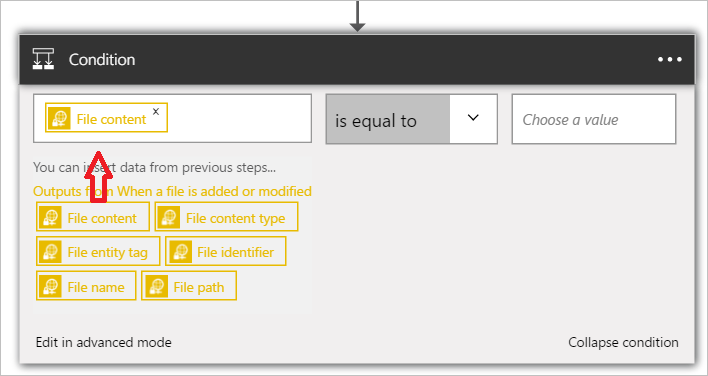 Condition
File content x is equal to Choose a value
You can insert data from previous steps...
Outputs from When a file is added or modified
File content File content type
File entity tag File identifier
File name File path
Edit in advanced mode Collapse condition